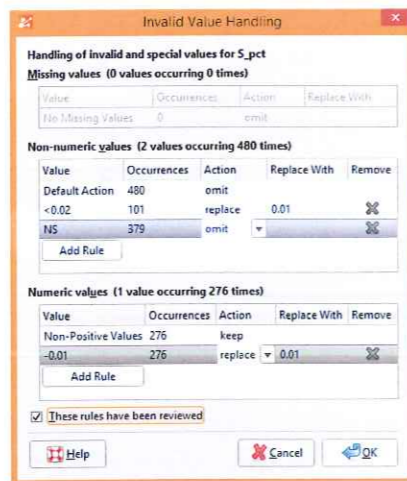 Invalid Value Handling
Handling of invalid and special values for S_pct
Missing values (0 values occurring 0 times)
Value Occurrences Action Replace With
No Missing Values 0 omit
Non-numeric values (2 values occurring 480 times)
Value Occurrences Action Replace With Remove
Default Action 480 omit
<0.02 101 replace 0.01
NS 379 omit
Add Rule
Numeric values (1 value occurring 276 times)
Value Occurrences Action Replace With Remove
Non-Positive Values 276 keep
-0.01 276 replace 0.01
Add Rule
These rules have been reviewed
Help Cancel OK